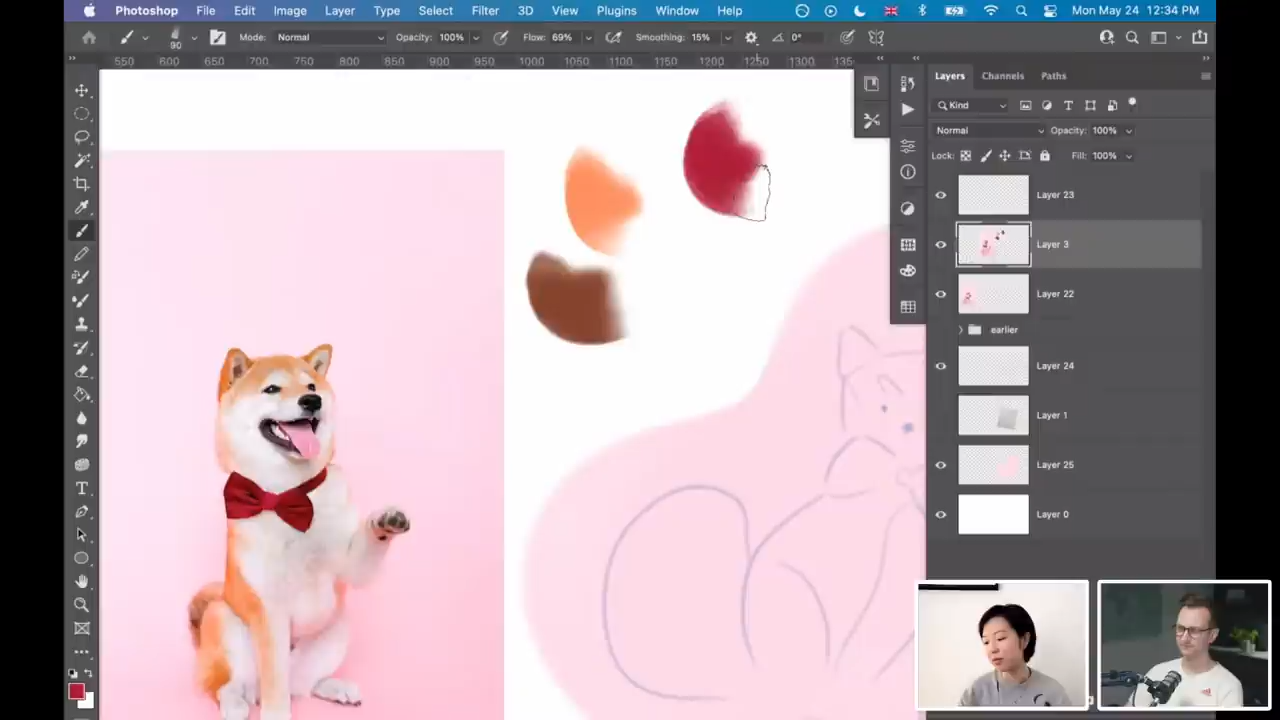 Photoshop File Edit Image Layer Type Select Filter 3D View Plugins Window Help Mon May 24 12:34 PM
90 Mode: Normal Opacity: 100% Flow: 69% Smoothing: 15% 0°
550 600 650 700 750 800 850 900 950 1000 1050 1100 1150 1200 1250 1300 135
Layers Channels Paths
Kind
Normal Opacity: 100%
Lock: Fill: 100%
Layer 23
Layer 3
Layer 22
earlier
Layer 24
Layer 1
Layer 25
Layer 0